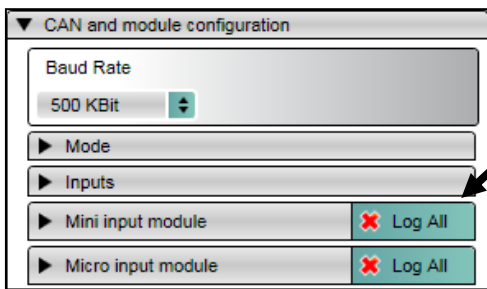 CAN and module configuration
Baud Rate
500 KBit
Mode
Inputs
Mini input module Log All
Micro input module Log All